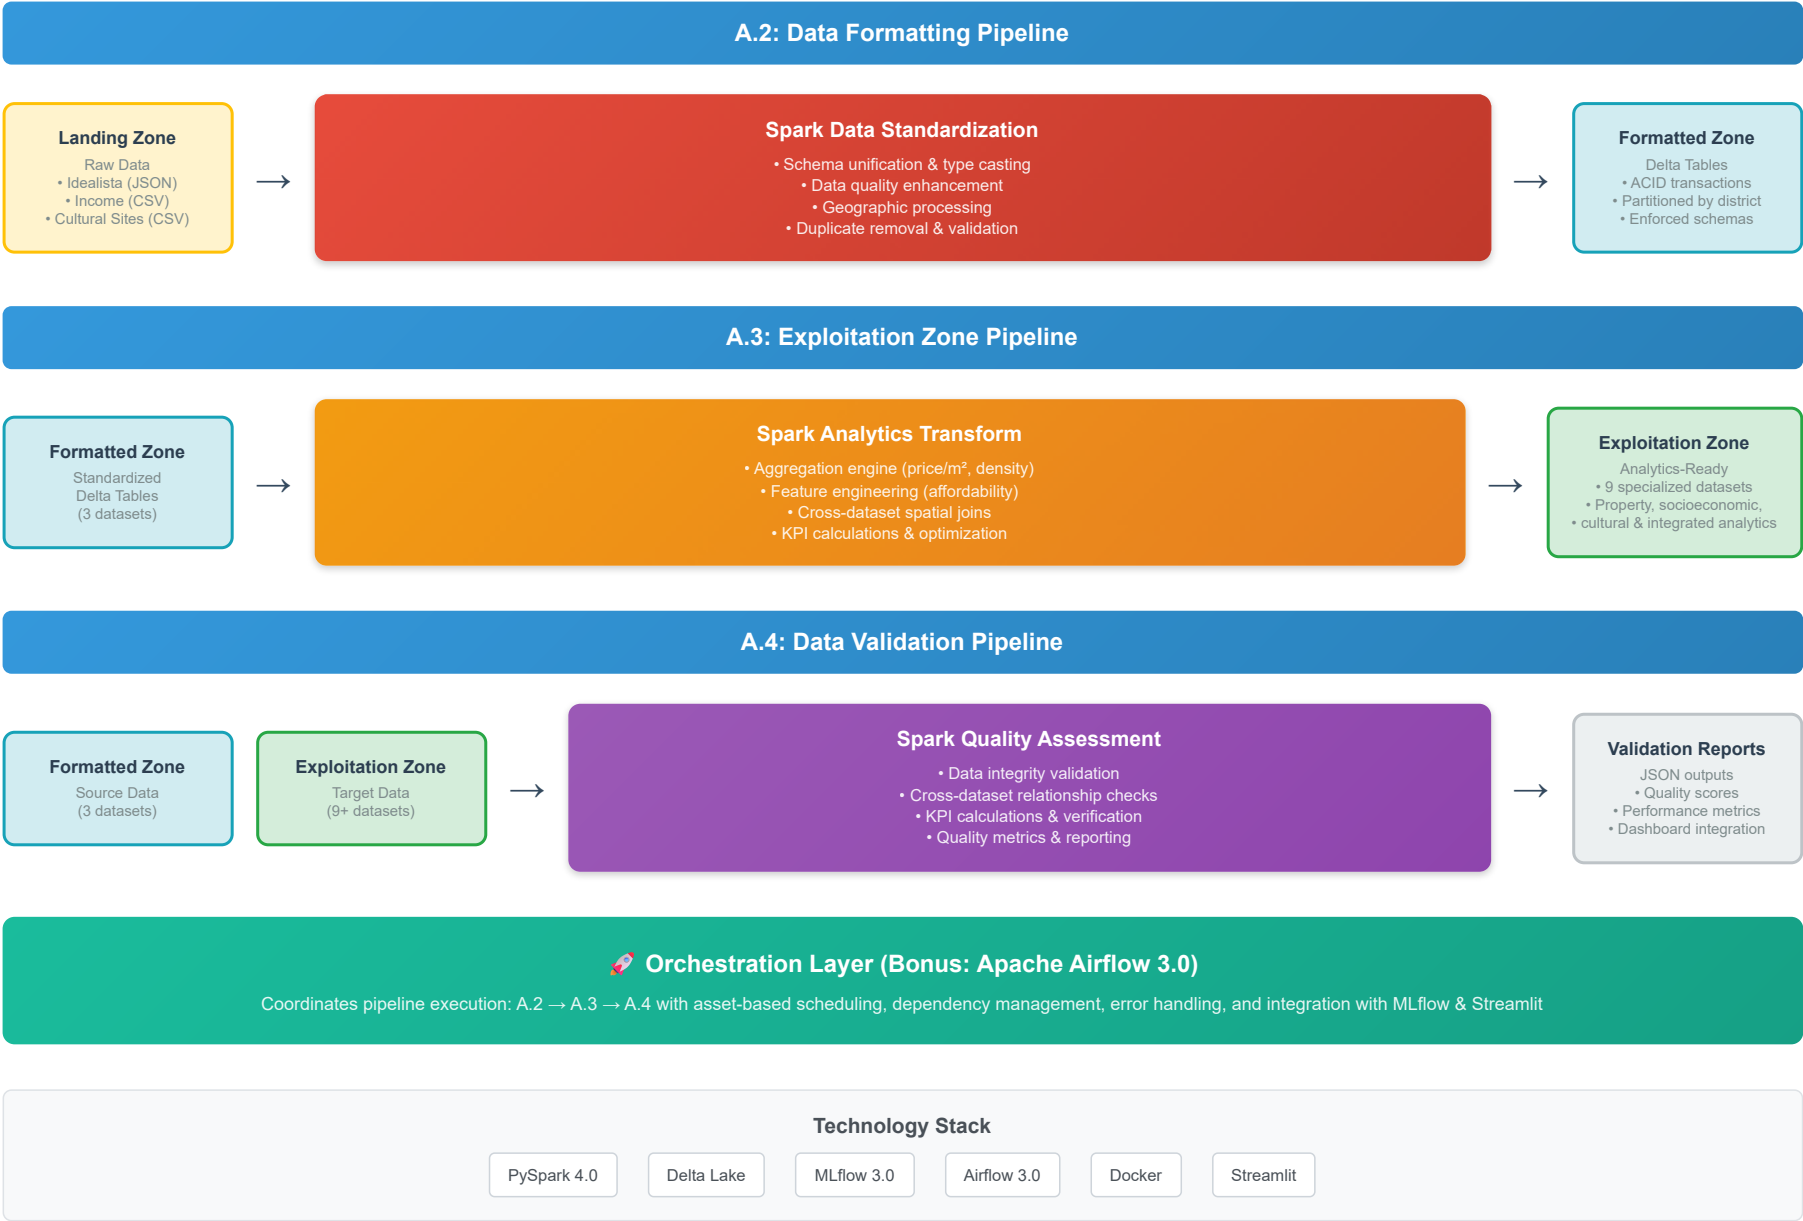 A.2: Data Formatting Pipeline
Landing Zone
Raw Data
• Idealista (JSON)
• Income (CSV)
• Cultural Sites (CSV)
→
Spark Data Standardization
• Schema unification & type casting
• Data quality enhancement
• Geographic processing
• Duplicate removal & validation
→
Formatted Zone
Delta Tables
• ACID transactions
• Partitioned by district
• Enforced schemas
A.3: Exploitation Zone Pipeline
Formatted Zone
Standardized
Delta Tables
(3 datasets)
→
Spark Analytics Transform
• Aggregation engine (price/m², density)
• Feature engineering (affordability)
• Cross-dataset spatial joins
• KPI calculations & optimization
→
Exploitation Zone
Analytics-Ready
• 9 specialized datasets
• Property, socioeconomic,
• cultural & integrated analytics
A.4: Data Validation Pipeline
Formatted Zone
Source Data
(3 datasets)
Exploitation Zone
Target Data
(9+ datasets)
→
Spark Quality Assessment
• Data integrity validation
• Cross-dataset relationship checks
• KPI calculations & verification
• Quality metrics & reporting
→
Validation Reports
JSON outputs
• Quality scores
• Performance metrics
• Dashboard integration
🚀 Orchestration Layer (Bonus: Apache Airflow 3.0)
Coordinates pipeline execution: A.2 → A.3 → A.4 with asset-based scheduling, dependency management, error handling, and integration with MLflow & Streamlit
Technology Stack
PySpark 4.0
Delta Lake
MLflow 3.0
Airflow 3.0
Docker
Streamlit